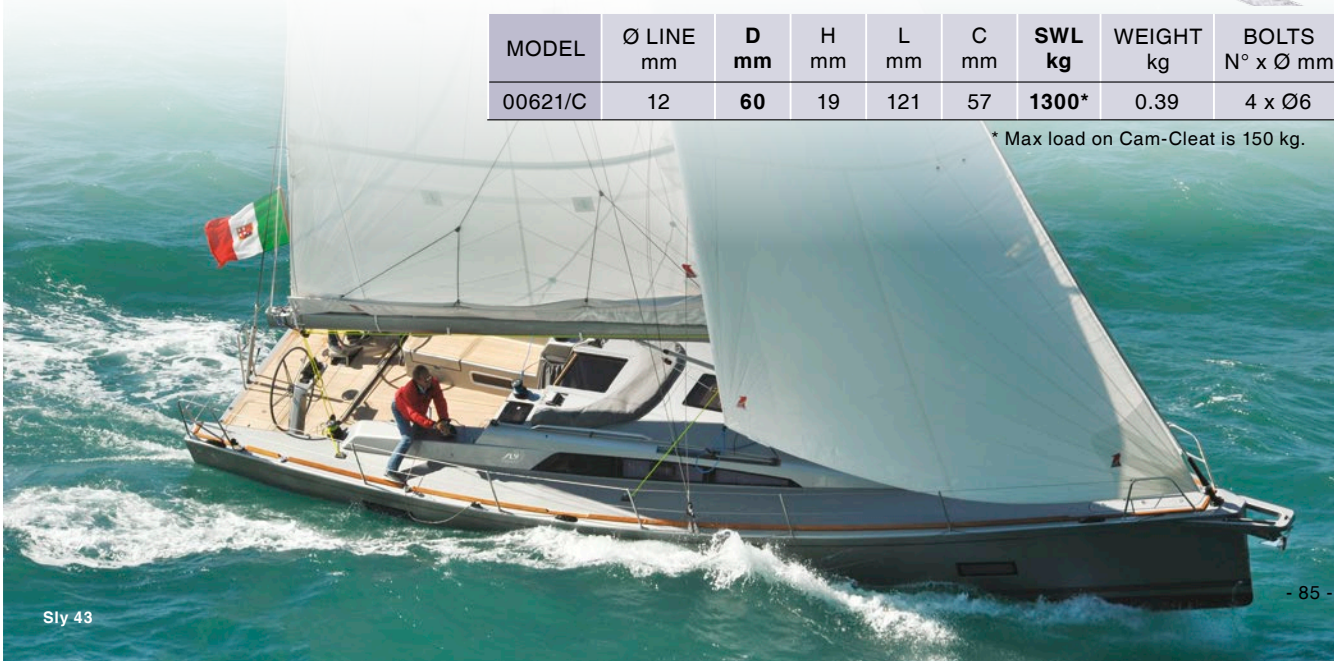 MODEL Ø LINE mm D mm H mm L mm C mm SWL kg WEIGHT kg BOLTS N° x Ø mm
00621/C 12 60 19 121 57 1300* 0.39 4 x Ø6
* Max load on Cam-Cleat is 150 kg.
Sly 43
- 85 -